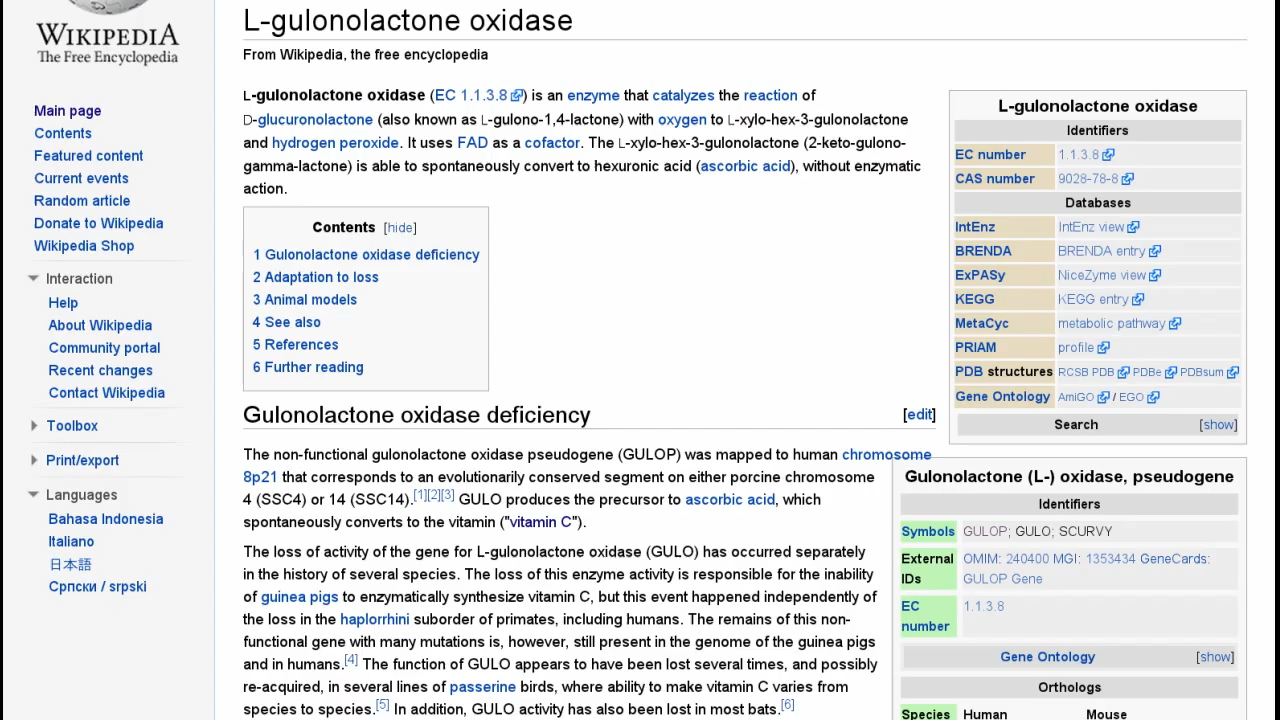 WIKIPEDIA
The Free Encyclopedia
Main page
Contents
Featured content
Current events
Random article
Donate to Wikipedia
Wikipedia Shop
Interaction
Help
About Wikipedia
Community portal
Recent changes
Contact Wikipedia
Toolbox
Print/export
Languages
Bahasa Indonesia
Italiano
日本語
Српски / srpski
L-gulonolactone oxidase
From Wikipedia, the free encyclopedia
L-gulonolactone oxidase (EC 1.1.3.8) is an enzyme that catalyzes the reaction of
D-glucuronolactone (also known as L-gulono-1,4-lactone) with oxygen to L-xylo-hex-3-gulonolactone
and hydrogen peroxide. It uses FAD as a cofactor. The L-xylo-hex-3-gulonolactone (2-keto-gulono-
gamma-lactone) is able to spontaneously convert to hexuronic acid (ascorbic acid), without enzymatic
action.
Contents [hide]
1 Gulonolactone oxidase deficiency
2 Adaptation to loss
3 Animal models
4 See also
5 References
6 Further reading
Gulonolactone oxidase deficiency [edit]
The non-functional gulonolactone oxidase pseudogene (GULOP) was mapped to human chromosome
8p21 that corresponds to an evolutionarily conserved segment on either porcine chromosome
4 (SSC4) or 14 (SSC14).[1][2][3] GULO produces the precursor to ascorbic acid, which
spontaneously converts to the vitamin ("vitamin C").
The loss of activity of the gene for L-gulonolactone oxidase (GULO) has occurred separately
in the history of several species. The loss of this enzyme activity is responsible for the inability
of guinea pigs to enzymatically synthesize vitamin C, but this event happened independently of
the loss in the haplorrhini suborder of primates, including humans. The remains of this non-
functional gene with many mutations is, however, still present in the genome of the guinea pigs
and in humans.[4] The function of GULO appears to have been lost several times, and possibly
re-acquired, in several lines of passerine birds, where ability to make vitamin C varies from
species to species.[5] In addition, GULO activity has also been lost in most bats.[6]
L-gulonolactone oxidase
Identifiers
EC number 1.1.3.8
CAS number 9028-78-8
Databases
IntEnz IntEnz view
BRENDA BRENDA entry
ExPASy NiceZyme view
KEGG KEGG entry
MetaCyc metabolic pathway
PRIAM profile
PDB structures RCSB PDB PDBe PDBsum
Gene Ontology AmiGO / EGO
Search [show]
Gulonolactone (L-) oxidase, pseudogene
Identifiers
Symbols GULOP; GULO; SCURVY
External OMIM: 240400 MGI: 1353434 GeneCards:
IDs GULOP Gene
EC 1.1.3.8
number
Gene Ontology [show]
Orthologs
Species Human Mouse